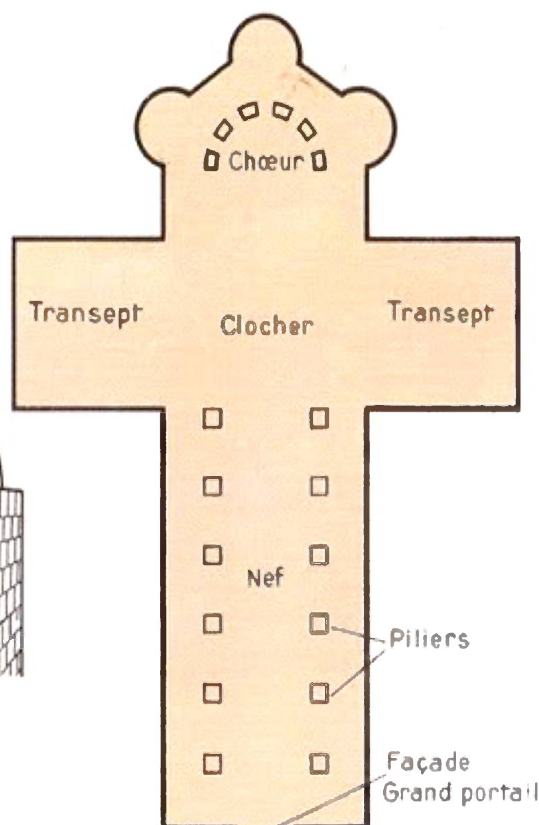 Chœur
Transept
Clocher
Transept
Nef
Piliers
Façade
Grand portail